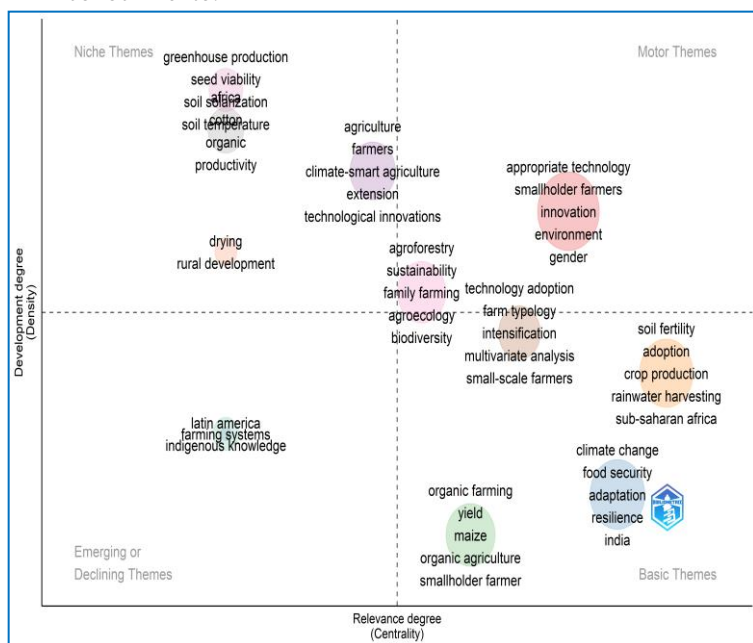 Niche Themes
Motor Themes
greenhouse production
seed viability
africa
soil solarization
cotton
soil temperature
organic
productivity
agriculture
farmers
climate-smart agriculture
extension
technological innovations
appropriate technology
smallholder farmers
innovation
environment
gender
drying
rural development
agroforestry
sustainability
family farming
agroecology
biodiversity
technology adoption
farm typology
intensification
multivariate analysis
small-scale farmers
soil fertility
adoption
crop production
rainwater harvesting
sub-saharan africa
latin america
farming systems
indigenous knowledge
climate change
food security
adaptation
resilience
india
organic farming
yield
maize
organic agriculture
smallholder farmer
Emerging or
Declining Themes
Basic Themes
Development degree
(Density)
Relevance degree
(Centrality)